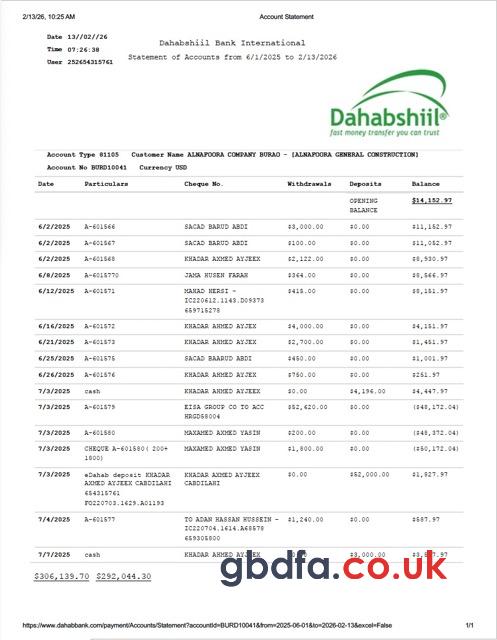 2/13/26, 10:25 AM Account Statement
Date 13//02//26
Time 07:26:38
User 252654315761
Dahabshiil Bank International
Statement of Accounts from 6/1/2025 to 2/13/2026
Dahabshiil®
fast money transfer you can trust
Account Type 81105 Customer Name ALNAFOORA COMPANY BURAO - [ALNAFOORA GENERAL CONSTRUCTION]
Account No BURD10041 Currency USD
Date Particulars Cheque No. Withdrawals Deposits Balance
OPENING BALANCE $14,152.97
6/2/2025 A-601566 SACAD BARUD ABDI $3,000.00 $0.00 $11,152.97
6/2/2025 A-601567 SACAD BARUD ABDI $100.00 $0.00 $11,052.97
6/2/2025 A-601568 KHADAR AHMED AYJEEX $2,122.00 $0.00 $8,930.97
6/8/2025 A-6015770 JAMA HUSEN FARAH $364.00 $0.00 $8,566.97
6/12/2025 A-601571 MAHAD HERSI - $415.00 $0.00 $8,151.97
IC220612.1143.D09373
659715278
6/16/2025 A-601572 KHADAR AHMED AYJEX $4,000.00 $0.00 $4,151.97
6/21/2025 A-601573 KHADAR AHMED AYJEX $2,700.00 $0.00 $1,451.97
6/25/2025 A-601575 SACAD BAARUD ABDI $450.00 $0.00 $1,001.97
6/26/2025 A-601576 KHADAR AHMED AYJEX $750.00 $0.00 $251.97
7/3/2025 cash KHADAR AHMED AYJEEX $0.00 $4,196.00 $4,447.97
7/3/2025 A-601579 EISA GROUP CO TO ACC $52,620.00 $0.00 ($48,172.04)
HRGD58004
7/3/2025 A-601580 MAXAMED AXMED YASIN $200.00 $0.00 ($48,372.04)
7/3/2025 CHEQUE A-601580( 200+ MAXAMED AXMED YASIN $1,800.00 $0.00 ($50,172.04)
1800)
7/3/2025 eDahab deposit KHADAR KHADAR AHMED AYJEEX $0.00 $52,000.00 $1,827.97
AXMED AYJEEX CABDILAHI CABDILAHI
654315761
FO220703.1629.A01193
7/4/2025 A-601577 TO ADAN HASSAN HUSSEIN - $1,240.00 $0.00 $587.97
IC220704.1614.A68578
659305800
7/7/2025 cash KHADAR AHMED AYJEX $3,000.00
gbdfa.co.uk
$306,139.70 $292,044.30
https://www.dahabbank.com/payment/Accounts/Statement?accountId=BURD10041&from=2025-06-01&to=2026-02-13&excel=False 1/1